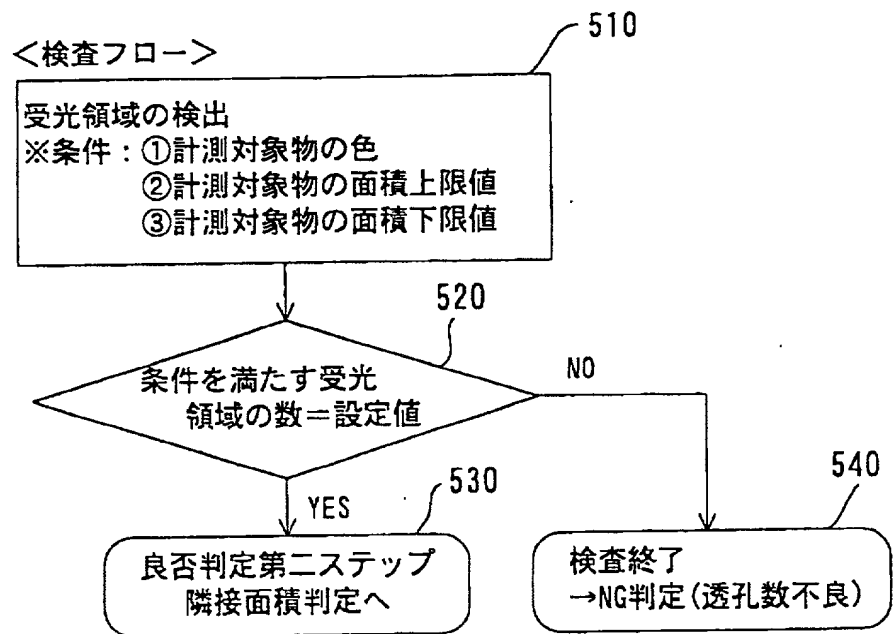 510
＜検査フロー＞
受光領域の検出
※条件：①計測対象物の色
②計測対象物の面積上限値
③計測対象物の面積下限値
520
条件を満たす受光
領域の数＝設定値
NO
YES
530
540
良否判定第二ステップ
隣接面積判定へ
検査終了
→NG判定(透孔数不良)